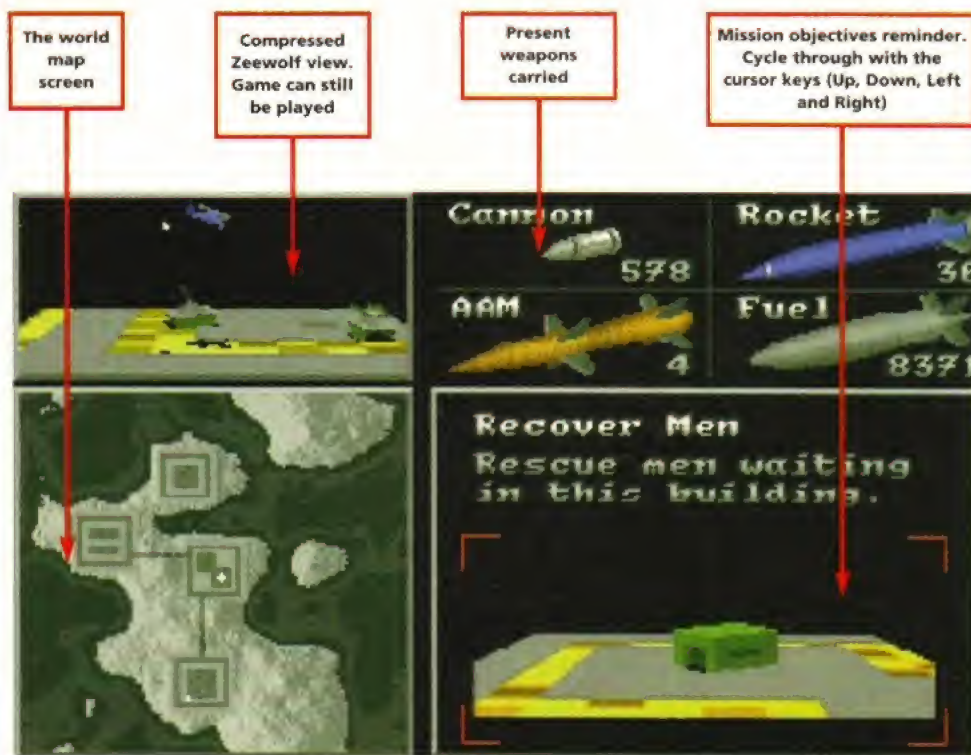 The world
map
screen
Compressed
Zeewolf view.
Game can still
be played
Present
weapons
carried
Mission objectives reminder.
Cycle through with the
cursor keys (Up, Down, Left
and Right)
Cannon
578
Rocket
36
AAM
4
Fuel
8371
Recover Men
Rescue men waiting
in this building.